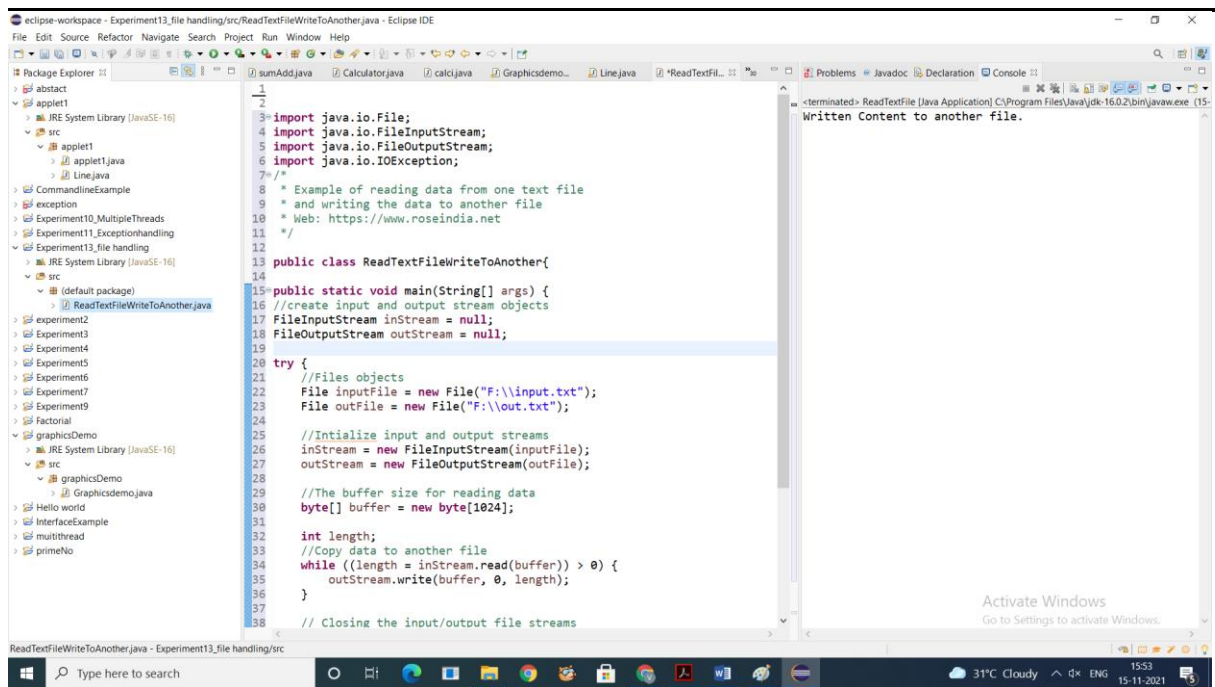 eclipse-workspace - Experiment13_file handling/src/ReadTextFileWriteToAnother.java - Eclipse IDE
File Edit Source Refactor Navigate Search Project Run Window Help
Package Explorer
abstact
applet1
JRE System Library [JavaSE-16]
src
applet1
applet1.java
Line.java
CommandlineExample
exception
Experiment10_MultipleThreads
Experiment11_Exceptionhandling
Experiment13_file handling
JRE System Library [JavaSE-16]
src
(default package)
ReadTextFileWriteToAnother.java
experiment2
Experiment3
Experiment4
Experiment5
Experiment6
Experiment7
Experiment9
Factorial
graphicsDemo
JRE System Library [JavaSE-16]
src
graphicsDemo
Graphicsdemo.java
Hello world
InterfaceExample
muitithread
primeNo
sumAdd.java Calculator.java calci.java Graphicsdemo... Line.java *ReadTextFil...
1
2
3 import java.io.File;
4 import java.io.FileInputStream;
5 import java.io.FileOutputStream;
6 import java.io.IOException;
7 /*
8 * Example of reading data from one text file
9 * and writing the data to another file
10 * Web: https://www.roseindia.net
11 */
12
13 public class ReadTextFileWriteToAnother{
14
15 public static void main(String[] args) {
16 //create input and output stream objects
17 FileInputStream inStream = null;
18 FileOutputStream outStream = null;
19
20 try {
21 //Files objects
22 File inputFile = new File("F:\\input.txt");
23 File outFile = new File("F:\\out.txt");
24
25 //Intialize input and output streams
26 inStream = new FileInputStream(inputFile);
27 outStream = new FileOutputStream(outFile);
28
29 //The buffer size for reading data
30 byte[] buffer = new byte[1024];
31
32 int length;
33 //Copy data to another file
34 while ((length = inStream.read(buffer)) > 0) {
35 outStream.write(buffer, 0, length);
36 }
37
38 // Closing the input/output file streams
Problems Javadoc Declaration Console
<terminated> ReadTextFile [Java Application] C:\Program Files\Java\jdk-16.0.2\bin\javaw.exe (15-
Written Content to another file.
Activate Windows
Go to Settings to activate Windows.
ReadTextFileWriteToAnother.java - Experiment13_file handling/src
Type here to search
31°C Cloudy
ENG
15:53
15-11-2021